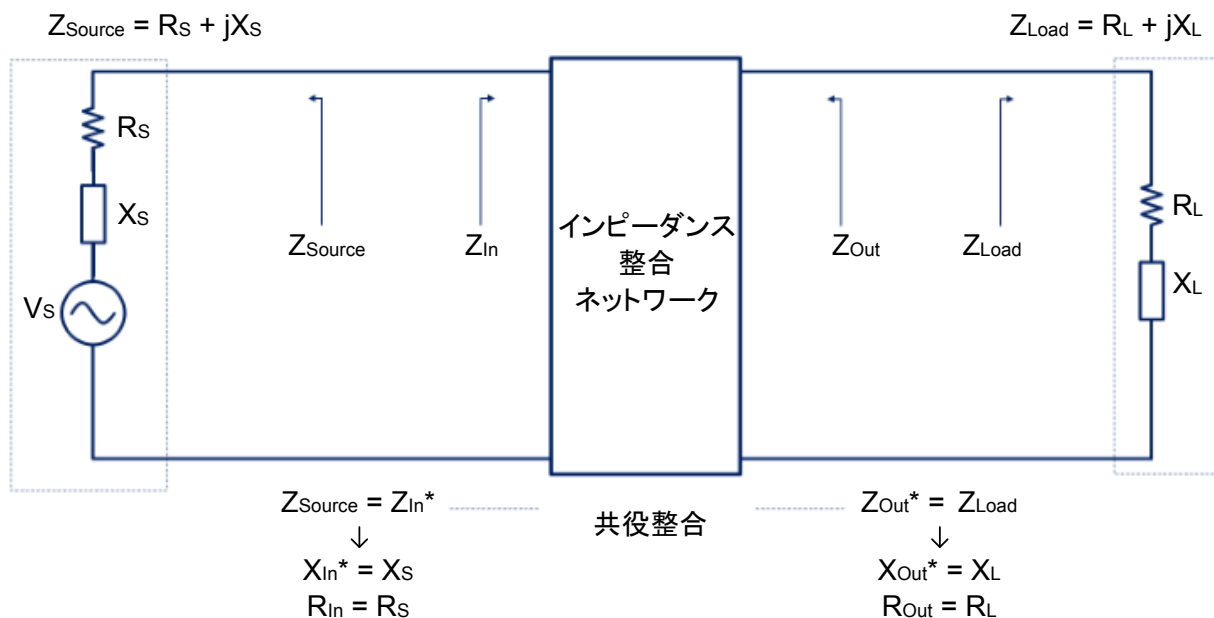 ZSource = RS + jXS
ZLoad = RL + jXL
RS
XS
VS
ZSource
ZIn
インピーダンス
整合
ネットワーク
ZOut
ZLoad
RL
XL
ZSource = ZIn*
共役整合
ZOut* = ZLoad
↓
↓
XIn* = XS
XOut* = XL
RIn = RS
ROut = RL